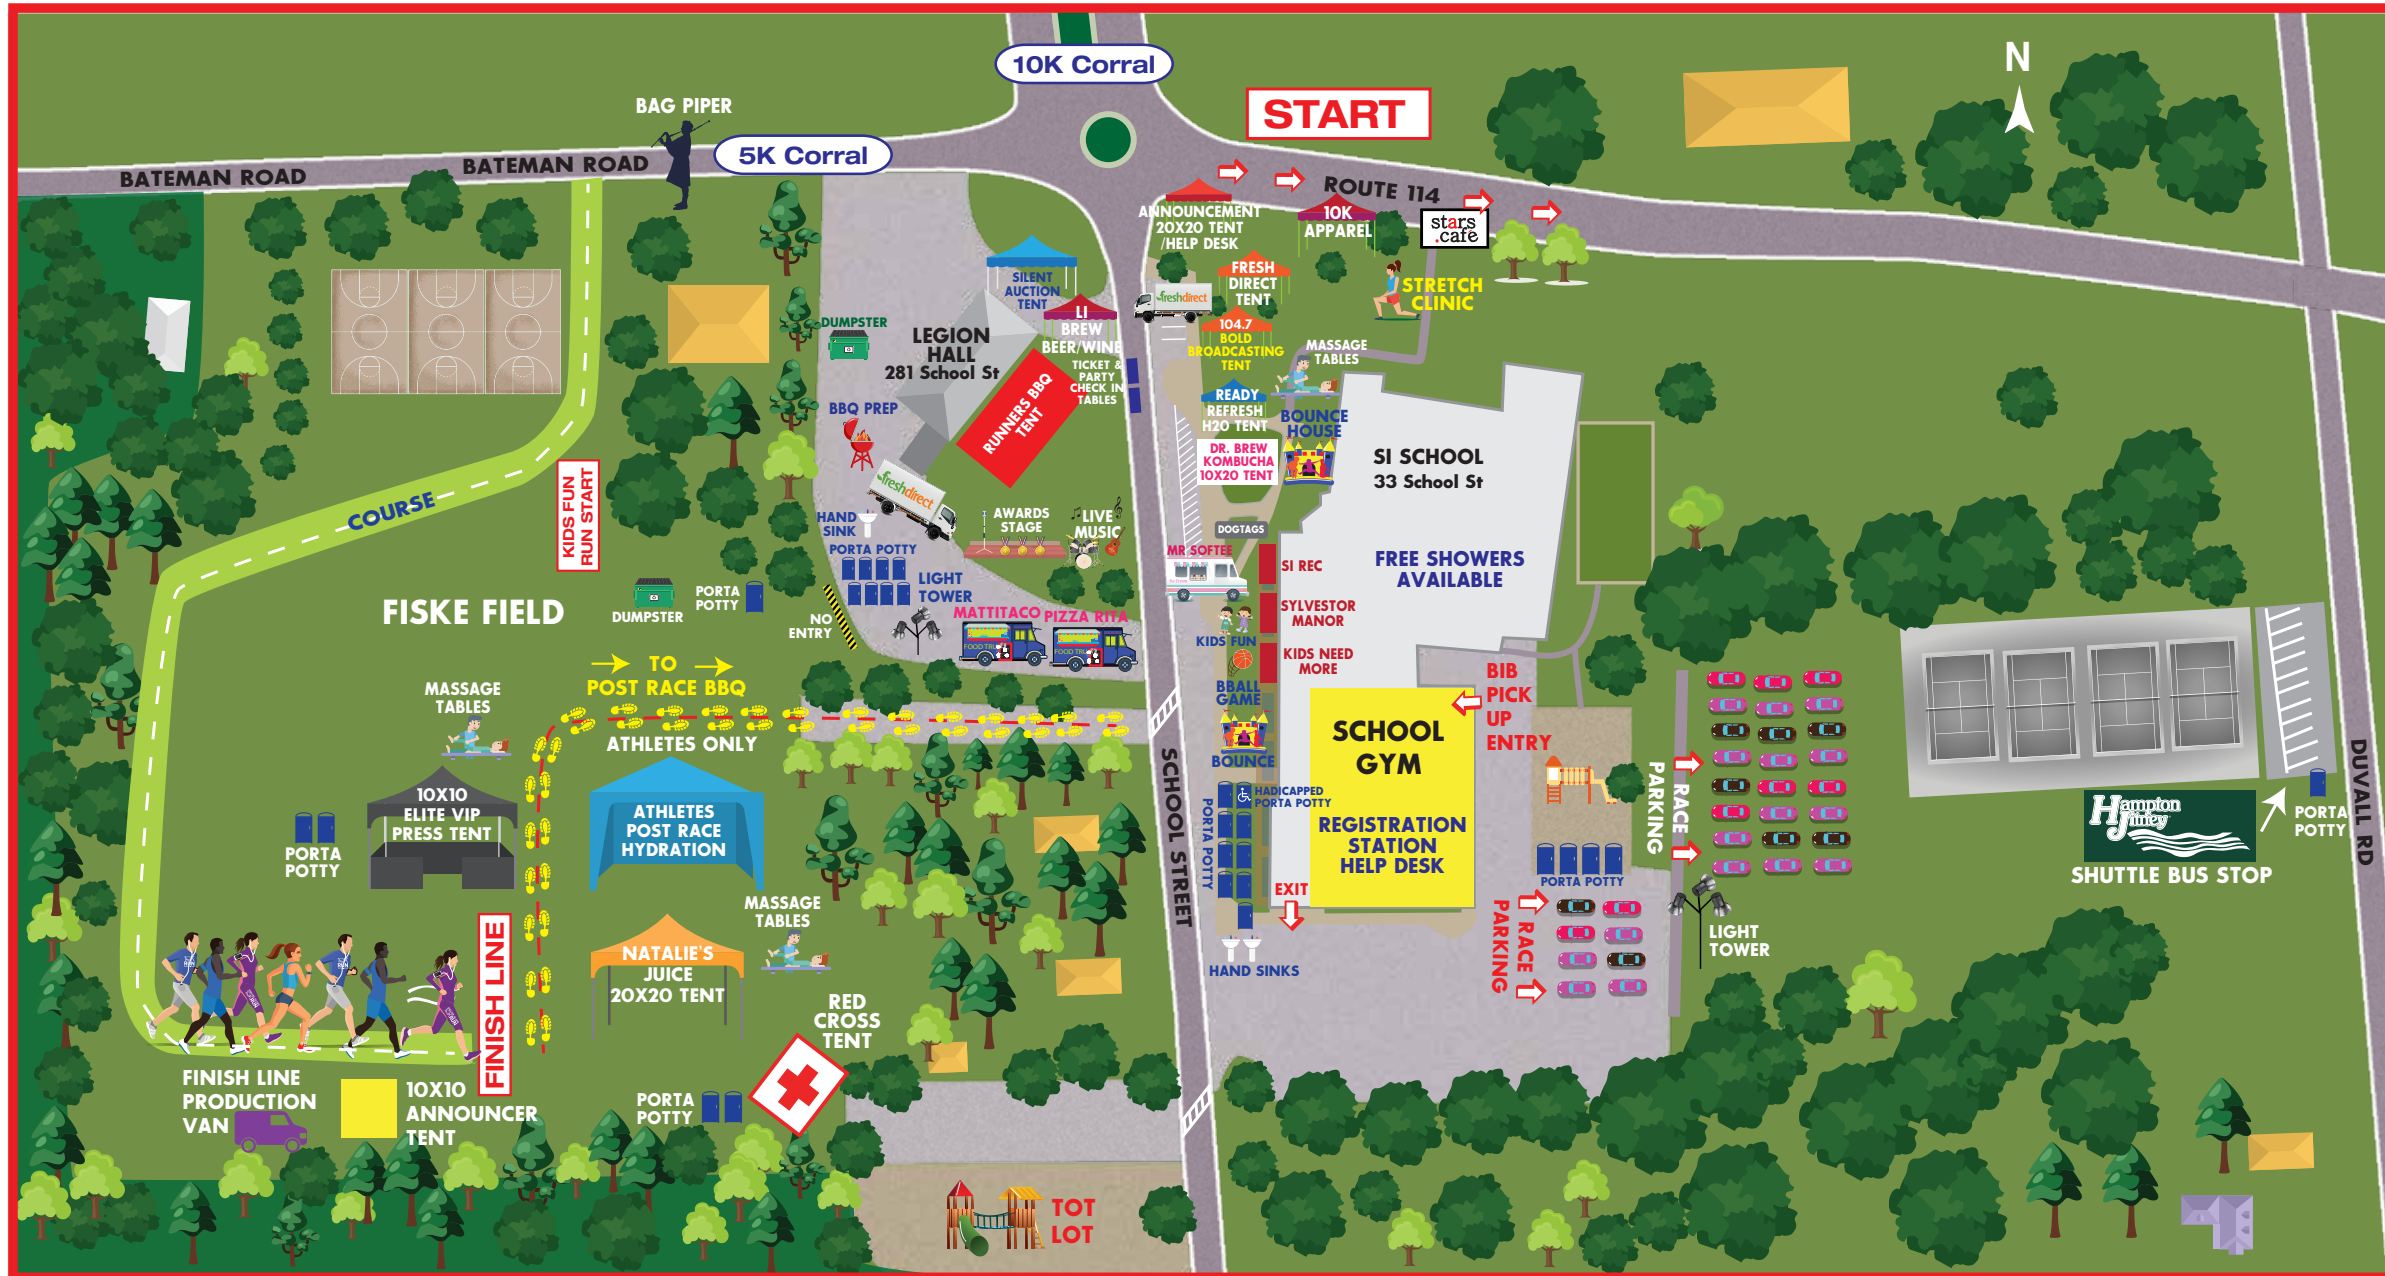 10K Corral
N
BAG PIPER
START
5K Corral
BATEMAN ROAD
BATEMAN ROAD
ROUTE 114
ANNOUNCEMENT
20X20 TENT
/HELP DESK
10K
APPAREL
stars
.cafe
SILENT
AUCTION
TENT
FRESH
DIRECT
TENT
freshdirect
STRETCH
CLINIC
LI
BREW
BEER/WINE
104.7
BOLD
BROADCASTING
TENT
DUMPSTER
LEGION
HALL
281 School St
TICKET &
PARTY
CHECK IN
TABLES
MASSAGE
TABLES
RUNNERS BBQ
TENT
READY
REFRESH
H20 TENT
BOUNCE
HOUSE
BBQ PREP
DR. BREW
KOMBUCHA
10X20 TENT
SI SCHOOL
33 School St
freshdirect
COURSE
KIDS FUN
RUN START
HAND
SINK
AWARDS
STAGE
LIVE
MUSIC
DOGTAGS
PORTA POTTY
MR SOFTEE
SI REC
FREE SHOWERS
AVAILABLE
LIGHT
TOWER
FISKE FIELD
DUMPSTER
PORTA
POTTY
NO
ENTRY
MATTITACO
PIZZA RITA
FOOD TRU
FOOD TRU
SYLVESTOR
MANOR
KIDS FUN
KIDS NEED
MORE
TO
POST RACE BBQ
ATHLETES ONLY
MASSAGE
TABLES
BBALL
GAME
BOUNCE
BIB
PICK
UP
ENTRY
SCHOOL
GYM
SCHOOL STREET
RACE
PARKING
DUVALL RD
10X10
ELITE VIP
PRESS TENT
ATHLETES
POST RACE
HYDRATION
HADICAPPED
PORTA POTTY
PORTA POTTY
REGISTRATION
STATION
HELP DESK
Hampton
Jitney
SHUTTLE BUS STOP
PORTA
POTTY
PORTA
POTTY
PORTA POTTY
EXIT
MASSAGE
TABLES
RACE
PARKING
LIGHT
TOWER
FINISH LINE
NATALIE'S
JUICE
20X20 TENT
HAND SINKS
RED
CROSS
TENT
FINISH LINE
PRODUCTION
VAN
10X10
ANNOUNCER
TENT
PORTA
POTTY
TOT
LOT